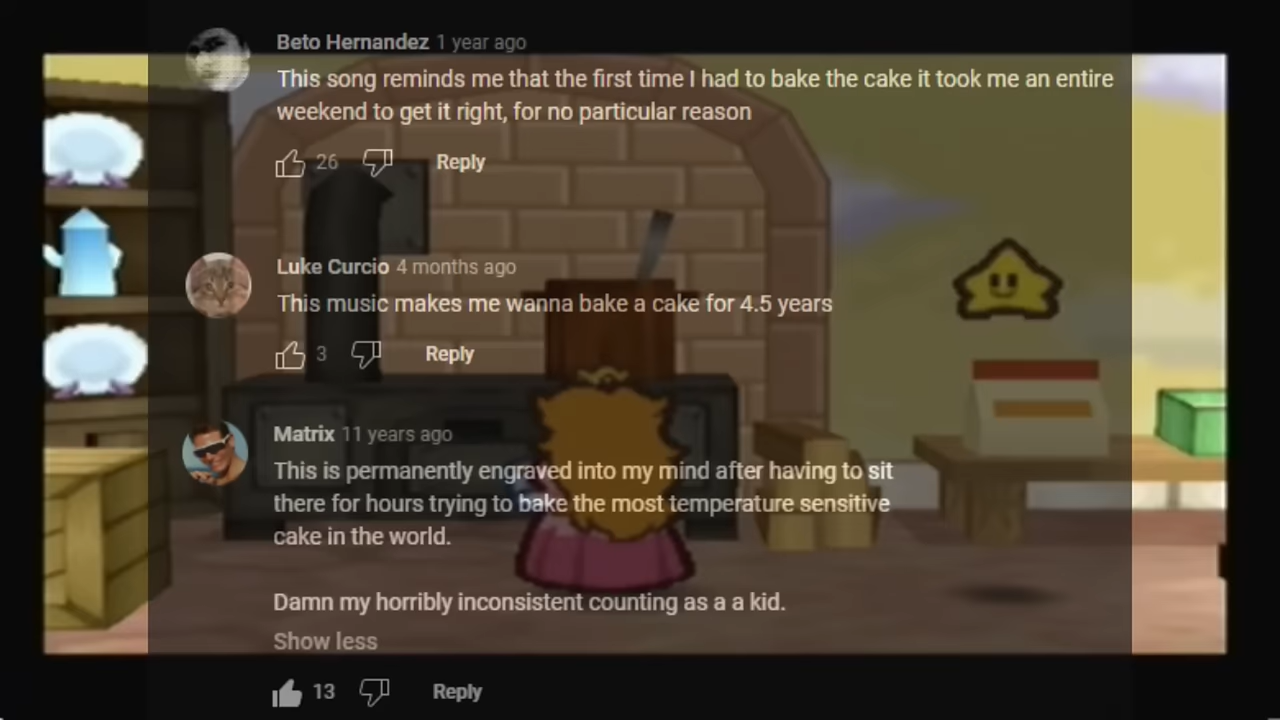 Beto Hernandez 1 year ago
This song reminds me that the first time I had to bake the cake it took me an entire
weekend to get it right, for no particular reason
26 Reply
Luke Curcio 4 months ago
This music makes me wanna bake a cake for 4.5 years
3 Reply
Matrix 11 years ago
This is permanently engraved into my mind after having to sit
there for hours trying to bake the most temperature sensitive
cake in the world.
Damn my horribly inconsistent counting as a a kid.
Show less
13 Reply